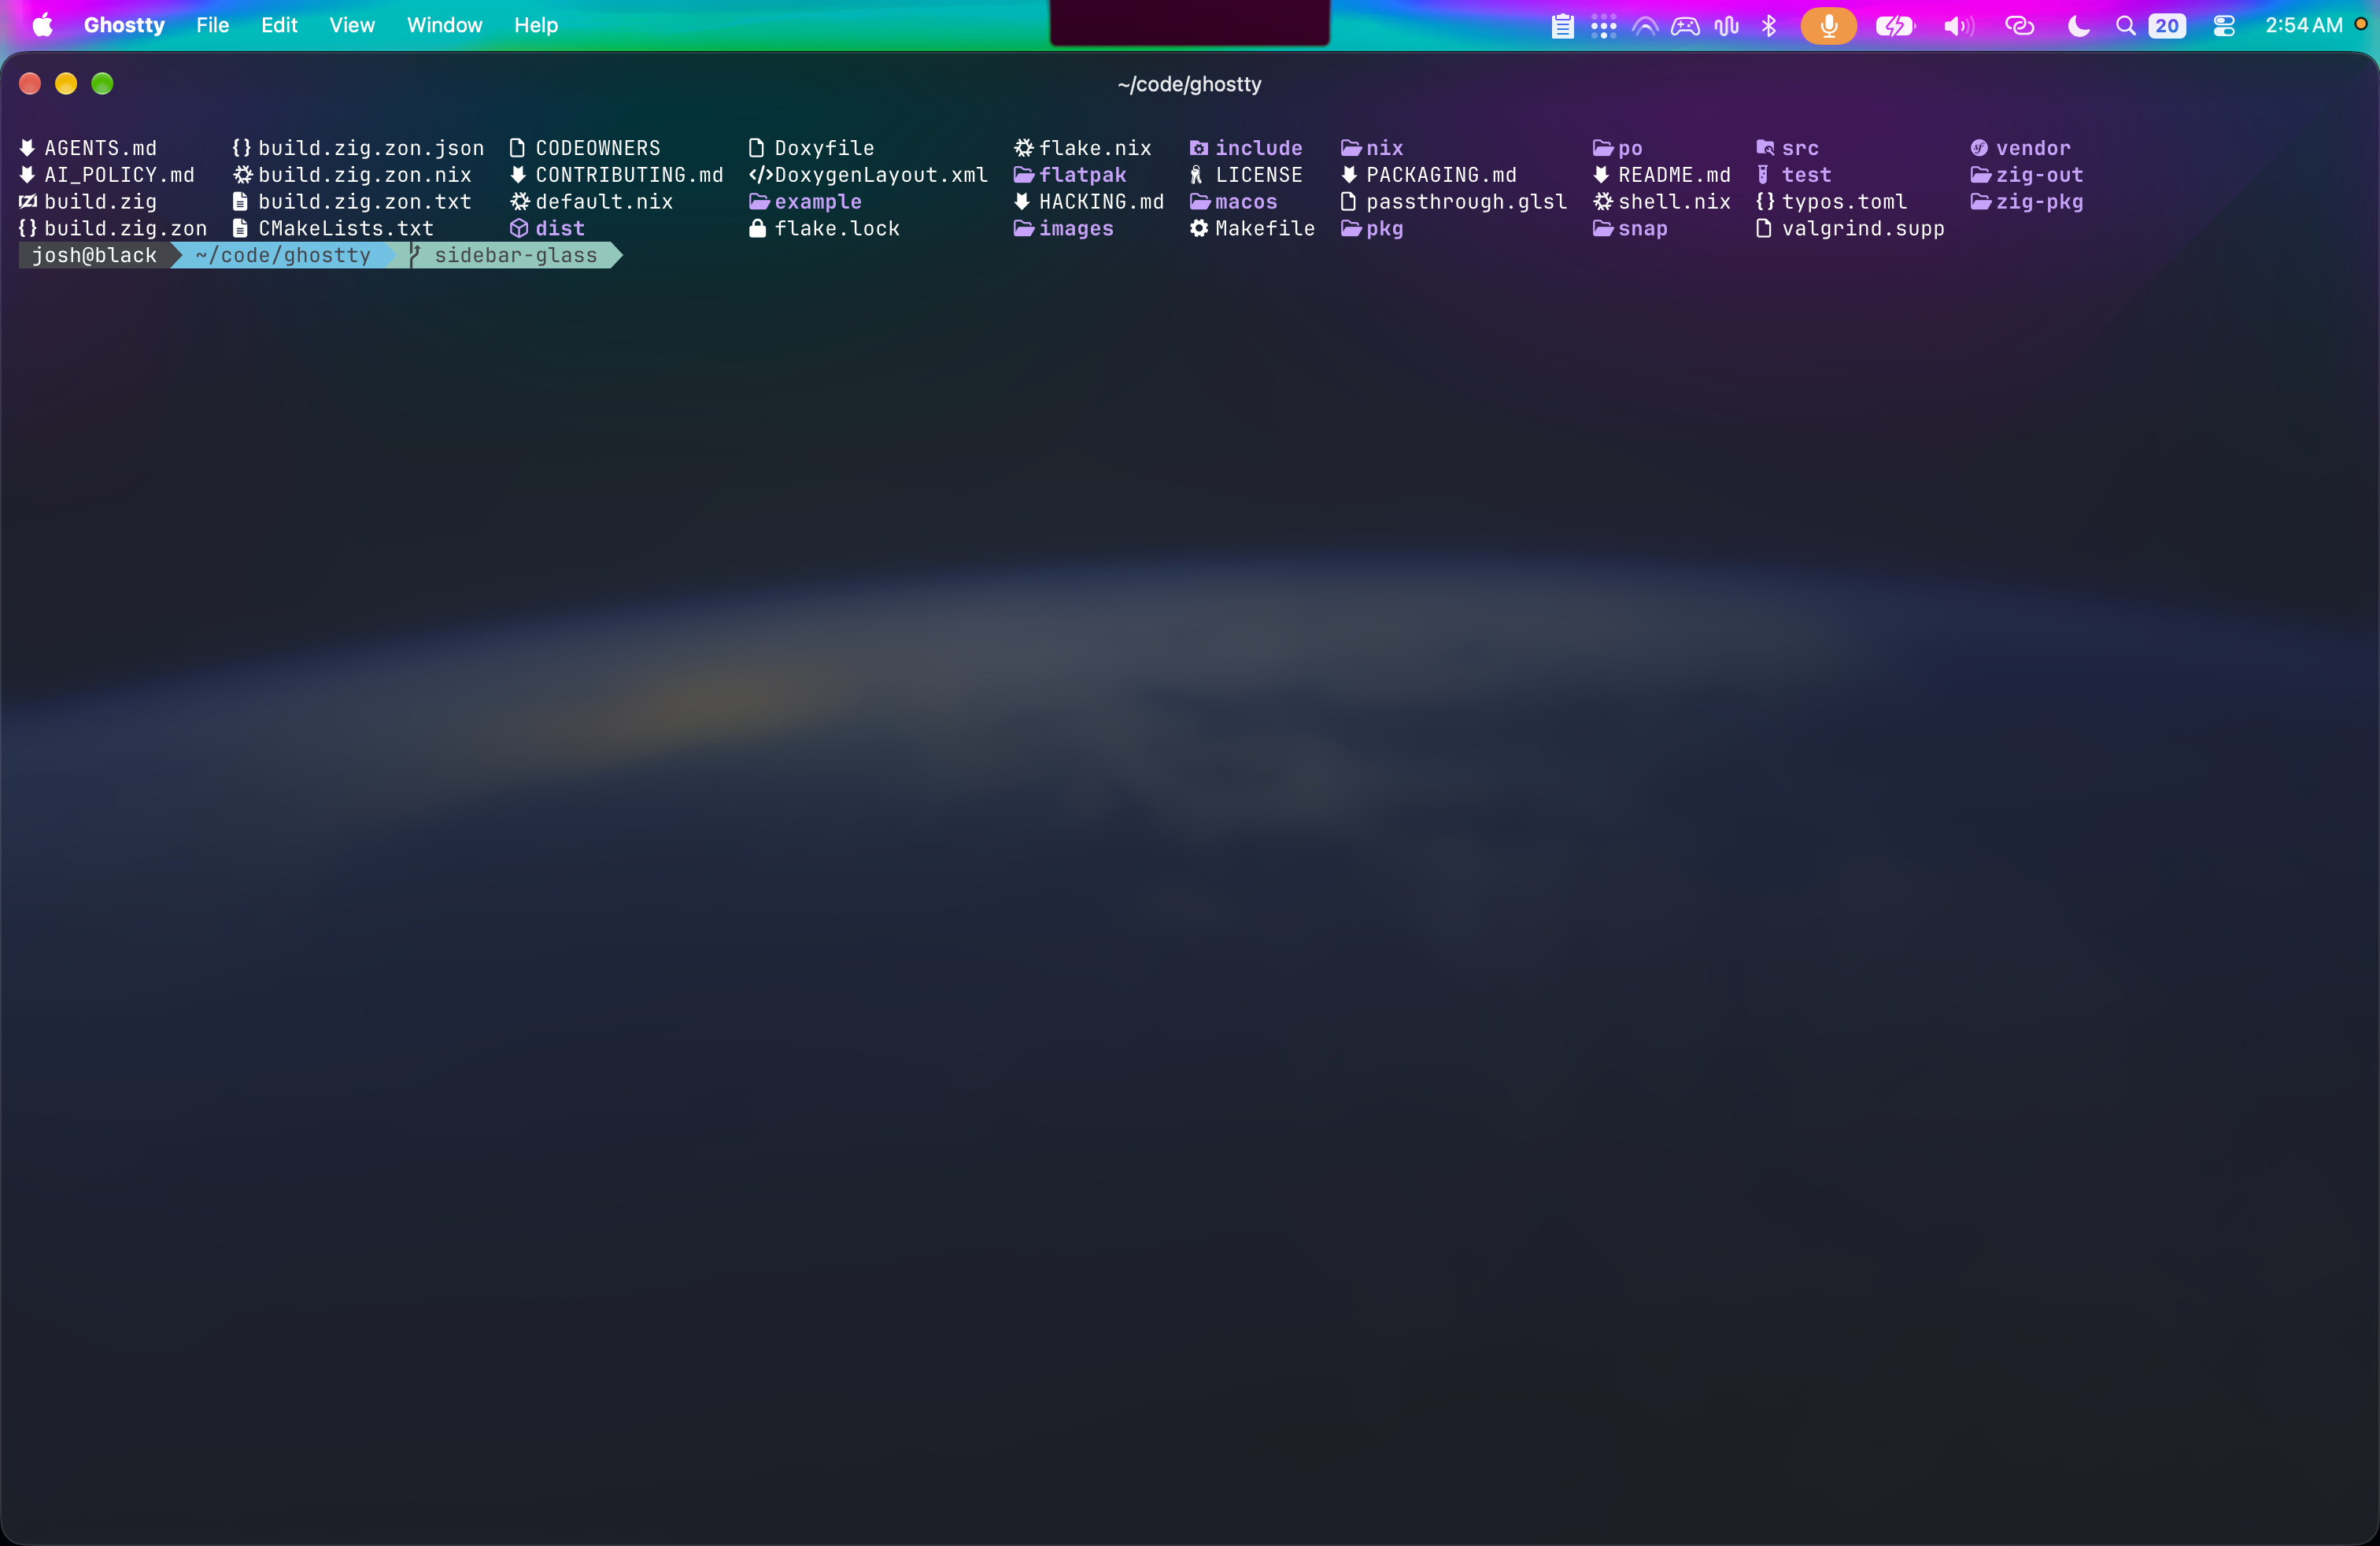 Ghostty File Edit View Window Help 20 2:54 AM
~/code/ghostty
AGENTS.md build.zig.zon.json CODEOWNERS Doxyfile flake.nix include nix po src vendor
AI_POLICY.md build.zig.zon.nix CONTRIBUTING.md DoxygenLayout.xml flatpak LICENSE PACKAGING.md README.md test zig-out
build.zig build.zig.zon.txt default.nix example HACKING.md macos passthrough.glsl shell.nix typos.toml zig-pkg
build.zig.zon CMakeLists.txt dist flake.lock images Makefile pkg snap valgrind.supp
josh@black ~/code/ghostty sidebar-glass